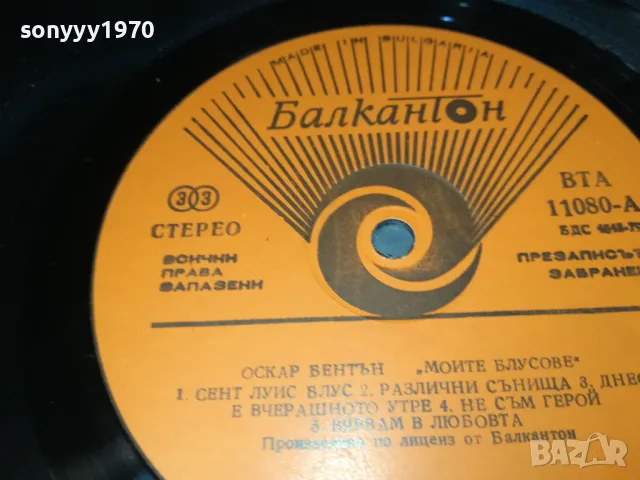 sonyyy1970
MADE IN BULGARIA
Балкантон
33
СТЕРЕО
ВСИЧКИ
ПРАВА
ЗАПАЗЕНИ
ВТА
11080-А
БДС
ПРЕЗАПИСЪТ
ЗАБРАНЕН
ОСКАР БЕНТЪН „МОИТЕ БЛУСОВЕ"
1. СЕНТ ЛУИС БЛУС 2. РАЗЛИЧНИ СЪНИЩА 3. ДНЕС
Е ВЧЕРАШНОТО УТРЕ 4. НЕ СЪМ ГЕРОЙ
5. ВЯРВАМ В ЛЮБОВТА
Произведено по лиценз от Балкантон
bazar